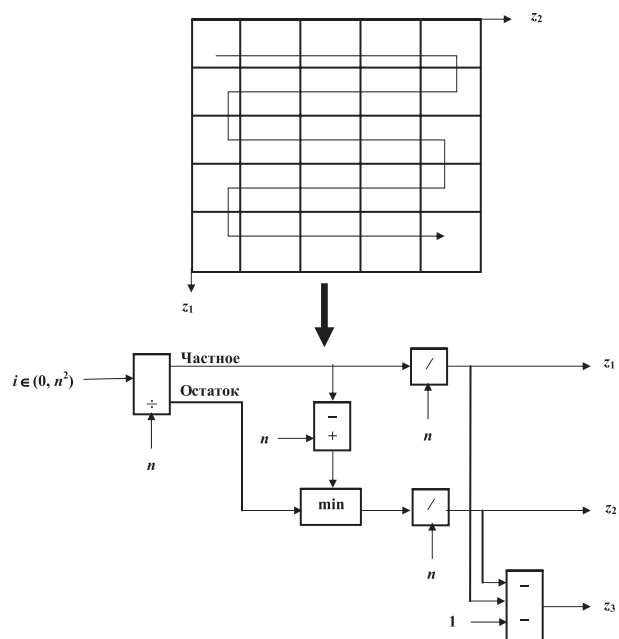 z₂
z₁
Частное
/
z₁
i ∈ (0, n²)
Остаток
÷
n
−
+
n
n
min
/
z₂
n
−
z₃
1
−